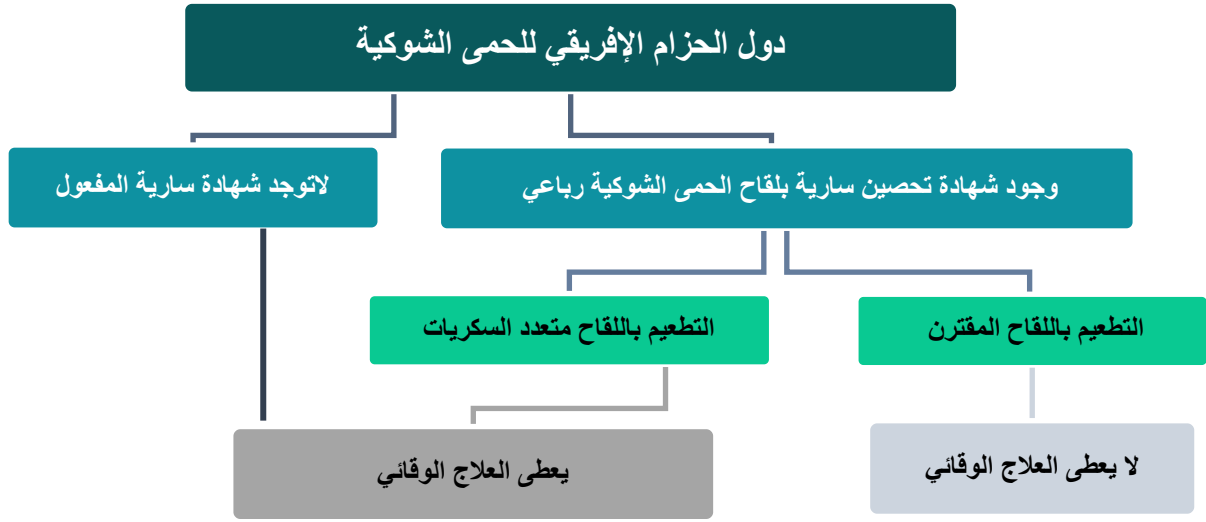 دول الحزام الإفريقي للحمى الشوكية
وجود شهادة تحصين سارية بلقاح الحمى الشوكية رباعي
لاتوجد شهادة سارية المفعول
التطعيم باللقاح المقترن
التطعيم باللقاح متعدد السكريات
لا يعطى العلاج الوقائي
يعطى العلاج الوقائي